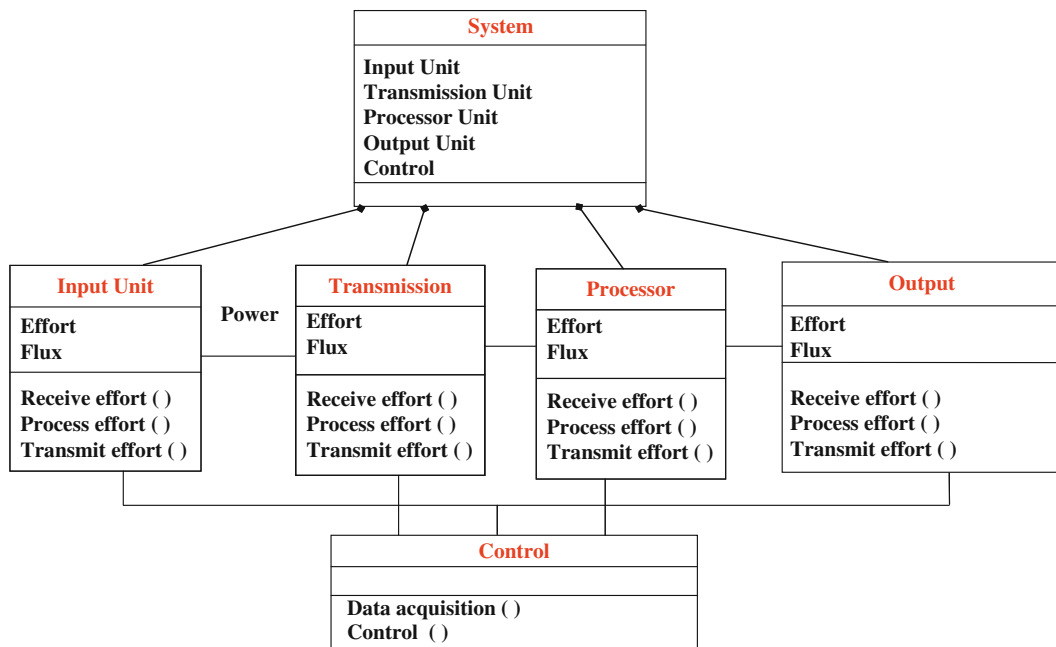 System
Input Unit
Transmission Unit
Processor Unit
Output Unit
Control
Input Unit
Effort
Flux
Receive effort ( )
Process effort ( )
Transmit effort ( )
Power
Transmission
Effort
Flux
Receive effort ( )
Process effort ( )
Transmit effort ( )
Processor
Effort
Flux
Receive effort ( )
Process effort ( )
Transmit effort ( )
Output
Effort
Flux
Receive effort ( )
Process effort ( )
Transmit effort ( )
Control
Data acquisition ( )
Control ( )